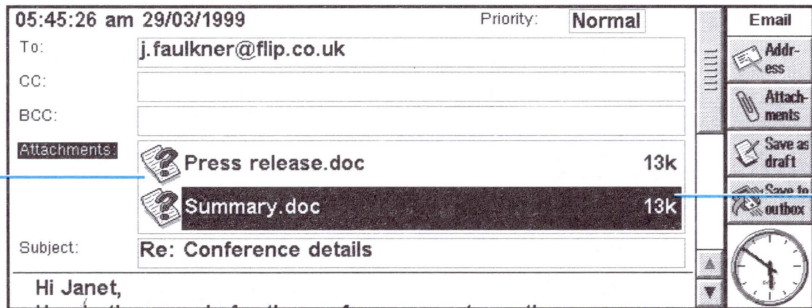 05:45:26 am 29/03/1999 Priority: Normal
To: j.faulkner@flip.co.uk
CC:
BCC:
Attachments:
Press release.doc 13k
Summary.doc 13k
Subject: Re: Conference details
Hi Janet,
Email
Addr-
ess
Attach-
ments
Save as
draft
Save to
outbox